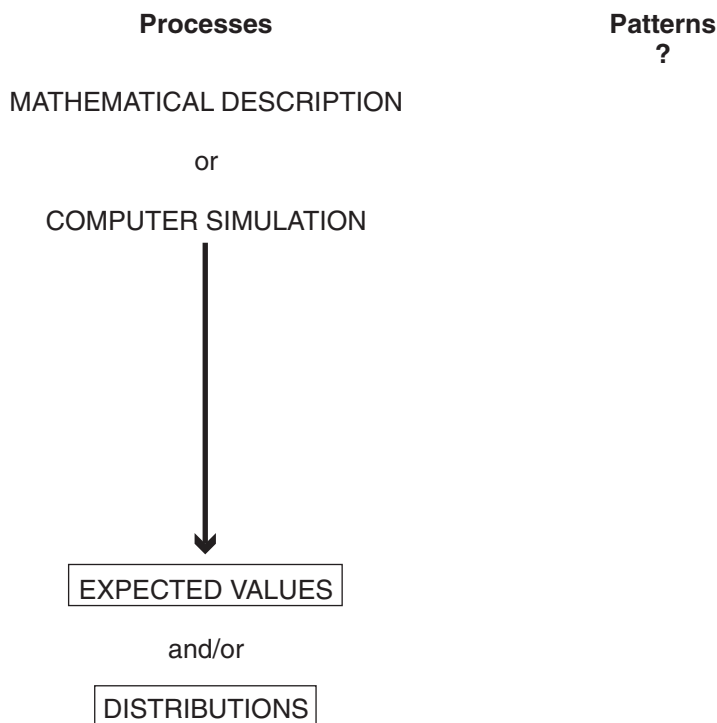 Processes
Patterns
?
MATHEMATICAL DESCRIPTION
or
COMPUTER SIMULATION
EXPECTED VALUES
and/or
DISTRIBUTIONS